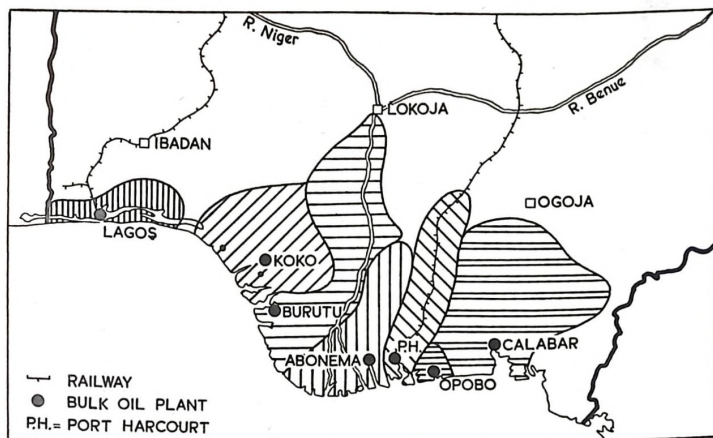 R. Niger
LOKOJA
R. Benue
IBADAN
OGOJA
LAGOS
KOKO
BURUTU
ABONEMA
P.H.
CALABAR
OPOBO
RAILWAY
BULK OIL PLANT
P.H. = PORT HARCOURT